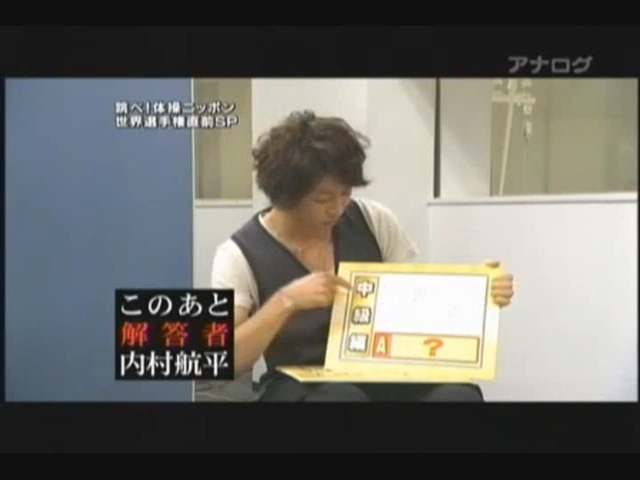 アナログ
跳べ!体操ニッポン
世界選手権直前SP
中級編
A ?
このあと
解答者
内村航平